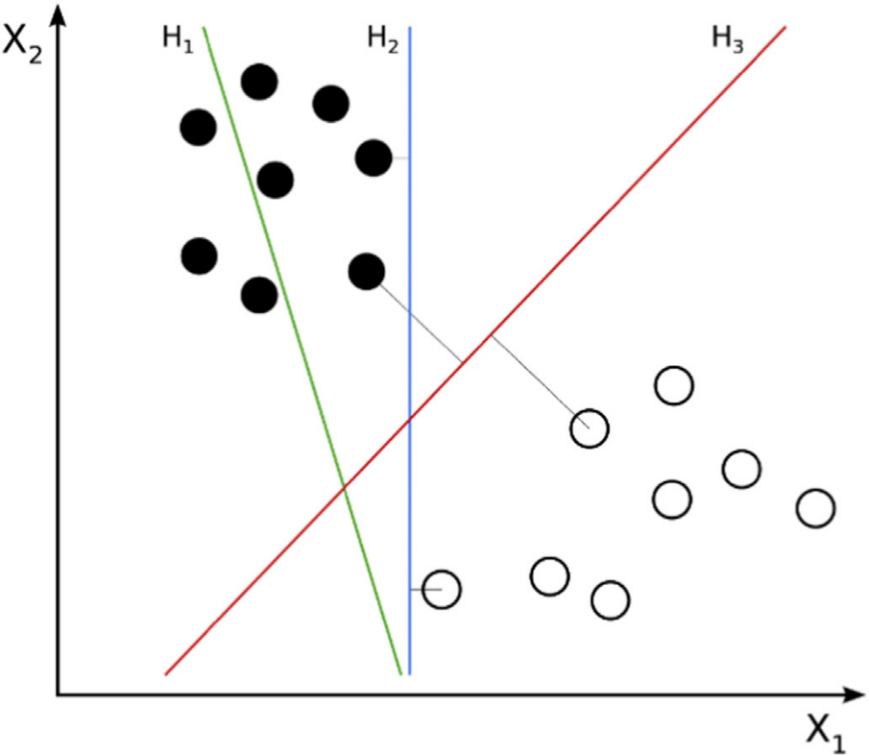 X₂
H₁
H₂
H₃
X₁